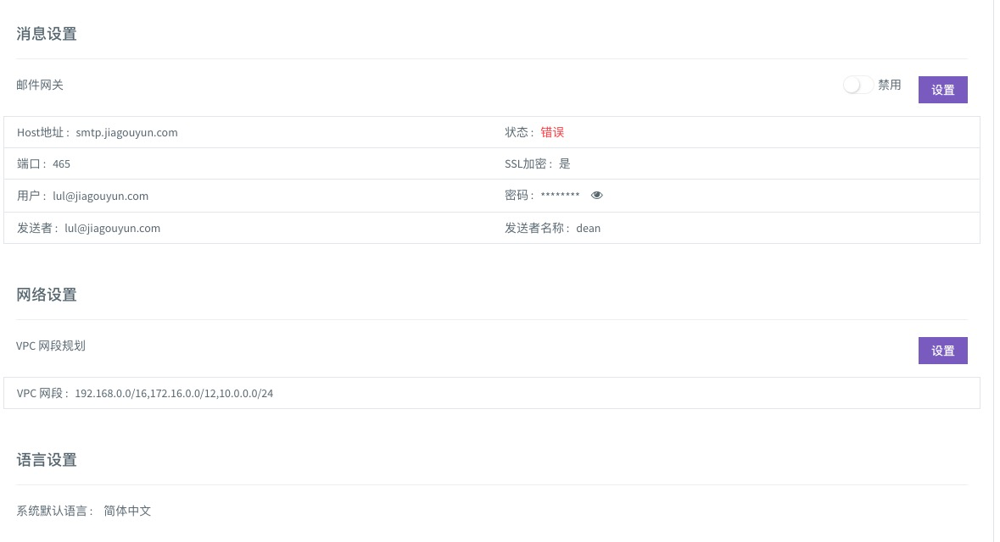 消息设置
邮件网关 禁用 设置
Host地址： smtp.jiagouyun.com 状态： 错误
端口： 465 SSL加密： 是
用户： lul@jiagouyun.com 密码： ********
发送者： lul@jiagouyun.com 发送者名称： dean
网络设置
VPC 网段规划 设置
VPC 网段： 192.168.0.0/16,172.16.0.0/12,10.0.0.0/24
语言设置
系统默认语言： 简体中文